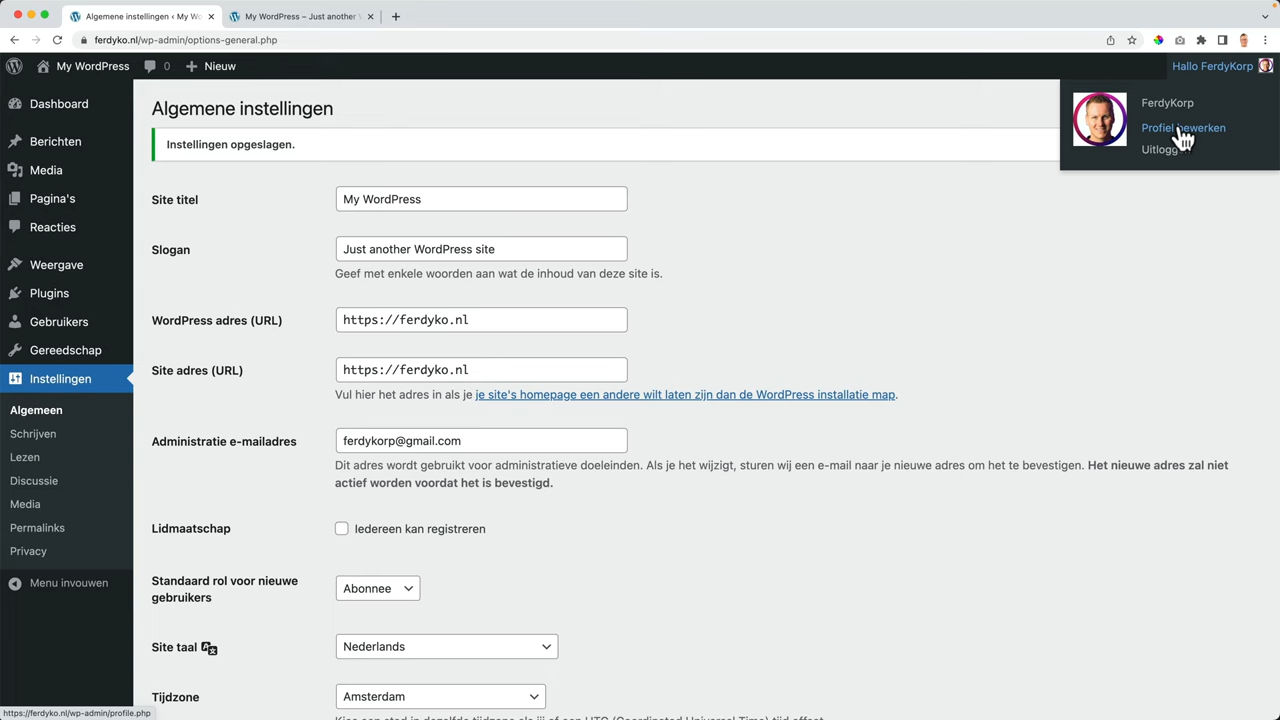 Algemene instellingen ‹ My Wo
My WordPress – Just another
ferdyko.nl/wp-admin/options-general.php
My WordPress
0
Nieuw
Hallo FerdyKorp
FerdyKorp
Profiel bewerken
Dashboard
Berichten
Media
Pagina's
Reacties
Weergave
Plugins
Gebruikers
Gereedschap
Instellingen
Algemeen
Schrijven
Lezen
Discussie
Media
Permalinks
Privacy
Menu invouwen
Algemene instellingen
Instellingen opgeslagen.
Site titel
My WordPress
Slogan
Just another WordPress site
Geef met enkele woorden aan wat de inhoud van deze site is.
WordPress adres (URL)
https://ferdyko.nl
Site adres (URL)
https://ferdyko.nl
Vul hier het adres in als je je site's homepage een andere wilt laten zijn dan de WordPress installatie map.
Administratie e-mailadres
ferdykorp@gmail.com
Dit adres wordt gebruikt voor administratieve doeleinden. Als je het wijzigt, sturen wij een e-mail naar je nieuwe adres om het te bevestigen. Het nieuwe adres zal niet
actief worden voordat het is bevestigd.
Lidmaatschap
Iedereen kan registreren
Standaard rol voor nieuwe
gebruikers
Abonnee
Site taal
Nederlands
Tijdzone
Amsterdam
https://ferdyko.nl/wp-admin/profile.php